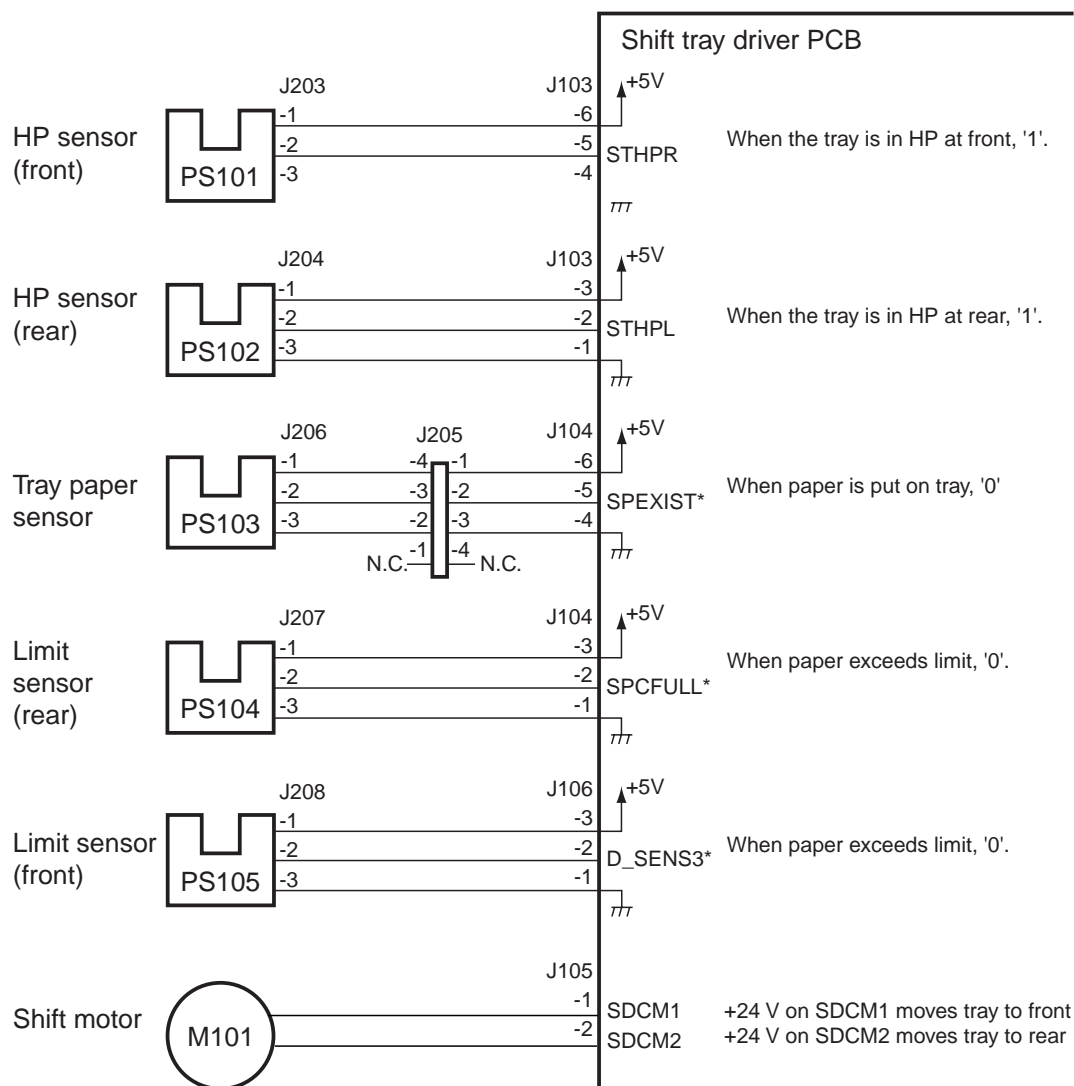 Shift tray driver PCB
J203
J103
+5V
HP sensor
(front)
PS101
-1
-2
-3
-6
-5
-4
STHPR
When the tray is in HP at front, '1'.
J204
J103
+5V
HP sensor
(rear)
PS102
-1
-2
-3
-3
-2
-1
STHPL
When the tray is in HP at rear, '1'.
J206
J205
J104
+5V
Tray paper
sensor
PS103
-1
-2
-3
-4
-3
-2
-1
N.C.
-1
-2
-3
-4
N.C.
-6
-5
-4
SPEXIST*
When paper is put on tray, '0'
J207
J104
+5V
Limit
sensor
(rear)
PS104
-1
-2
-3
-3
-2
-1
SPCFULL*
When paper exceeds limit, '0'.
J208
J106
+5V
Limit sensor
(front)
PS105
-1
-2
-3
-3
-2
-1
D_SENS3*
When paper exceeds limit, '0'.
J105
Shift motor
M101
-1
-2
SDCM1
SDCM2
+24 V on SDCM1 moves tray to front
+24 V on SDCM2 moves tray to rear